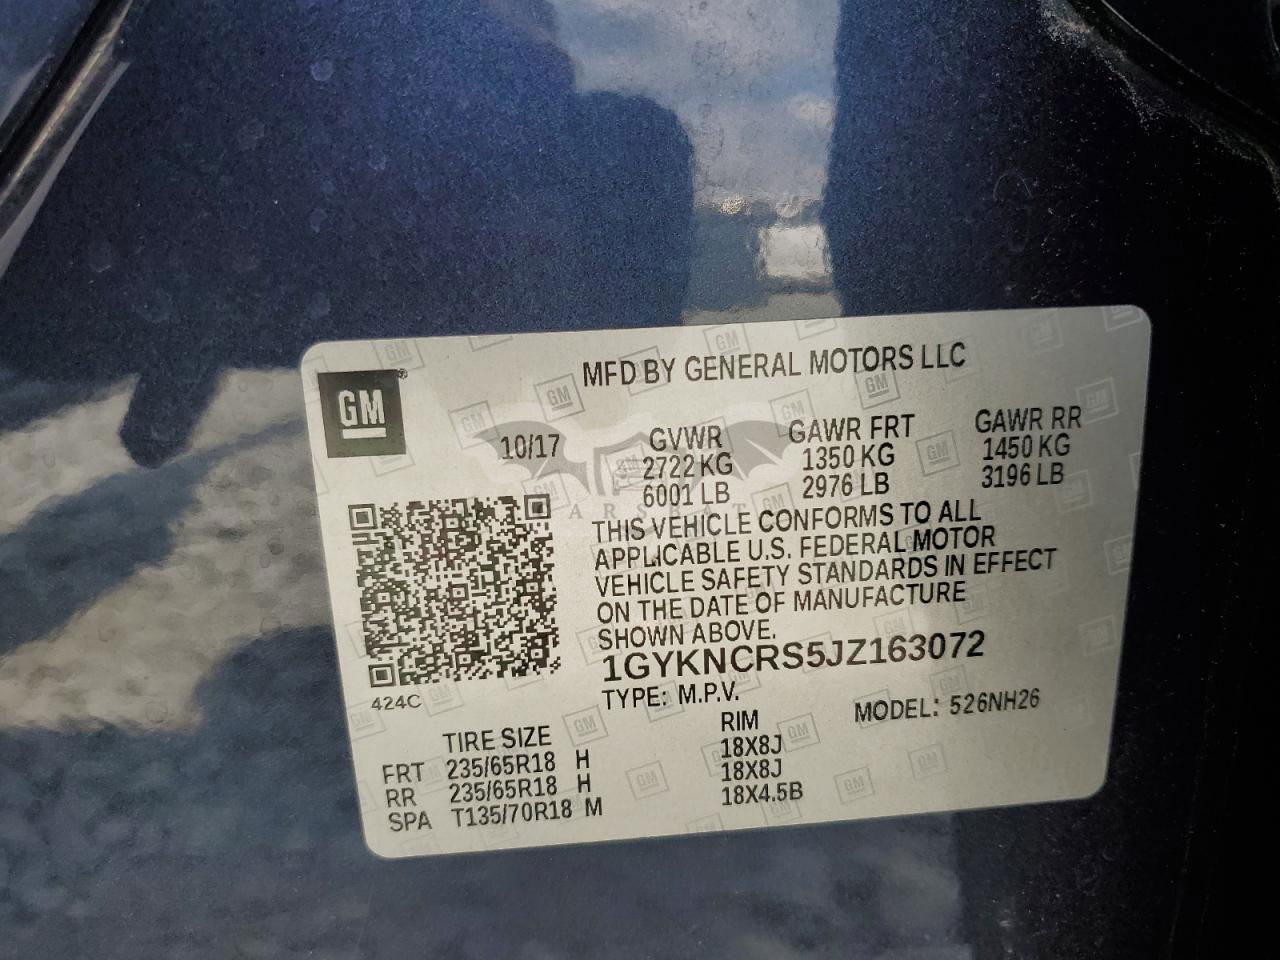 GM
MFD BY GENERAL MOTORS LLC
10/17
GVWR
2722 KG
6001 LB
GAWR FRT
1350 KG
2976 LB
GAWR RR
1450 KG
3196 LB
THIS VEHICLE CONFORMS TO ALL
APPLICABLE U.S. FEDERAL MOTOR
VEHICLE SAFETY STANDARDS IN EFFECT
ON THE DATE OF MANUFACTURE
SHOWN ABOVE.
1GYKNCRS5JZ163072
424C
TYPE: M.P.V.
MODEL: 526NH26
TIRE SIZE RIM
FRT 235/65R18 H 18X8J
RR 235/65R18 H 18X8J
SPA T135/70R18 M 18X4.5B